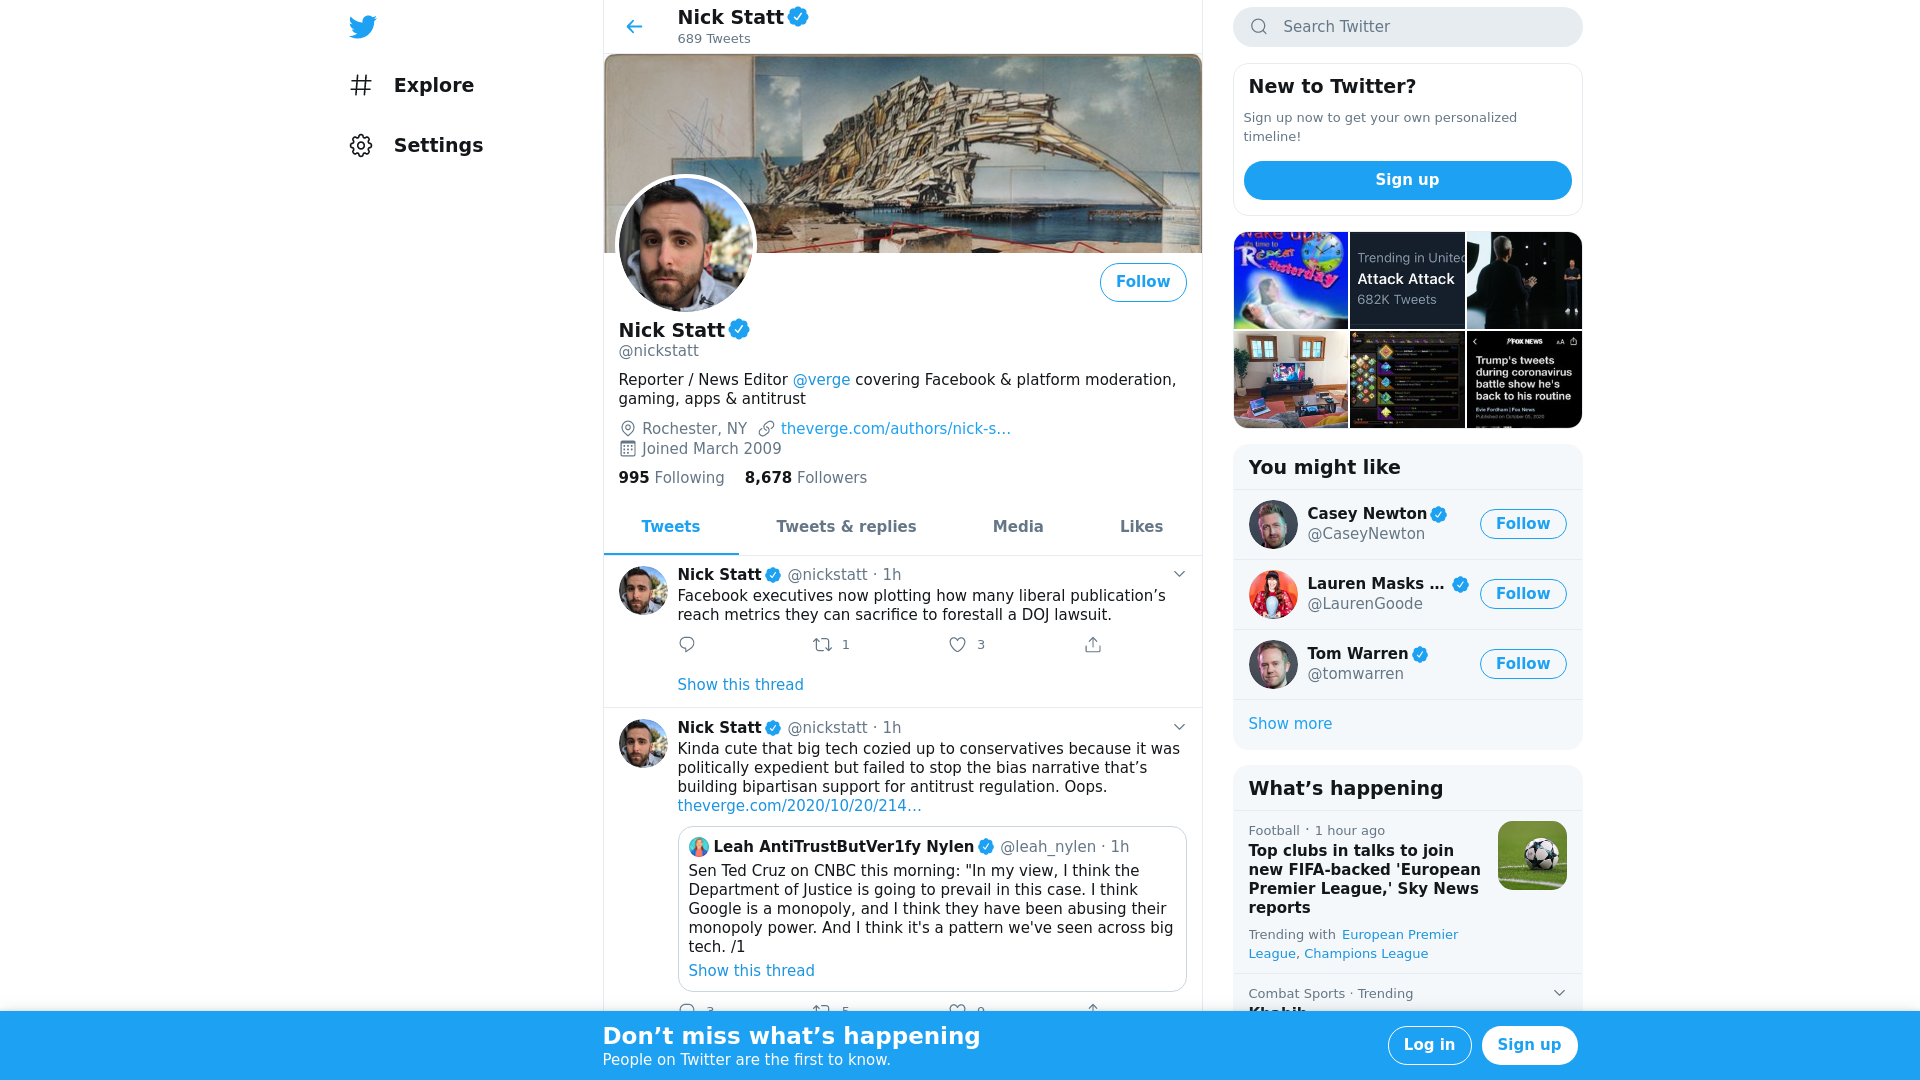 Explore
Settings
Nick Statt
689 Tweets
Follow
Nick Statt
@nickstatt
Reporter / News Editor @verge covering Facebook & platform moderation,
gaming, apps & antitrust
Rochester, NY theverge.com/authors/nick-s…
Joined March 2009
995 Following 8,678 Followers
Tweets Tweets & replies Media Likes
Nick Statt @nickstatt · 1h
Facebook executives now plotting how many liberal publication’s
reach metrics they can sacrifice to forestall a DOJ lawsuit.
1 3
Show this thread
Nick Statt @nickstatt · 1h
Kinda cute that big tech cozied up to conservatives because it was
politically expedient but failed to stop the bias narrative that’s
building bipartisan support for antitrust regulation. Oops.
theverge.com/2020/10/20/214…
Leah AntiTrustButVer1fy Nylen @leah_nylen · 1h
Sen Ted Cruz on CNBC this morning: "In my view, I think the
Department of Justice is going to prevail in this case. I think
Google is a monopoly, and I think they have been abusing their
monopoly power. And I think it's a pattern we've seen across big
tech. /1
Show this thread
Search Twitter
New to Twitter?
Sign up now to get your own personalized
timeline!
Sign up
Wake up,
it's time to
REPEAT
Yesterday
Trending in United
Attack Attack
682K Tweets
FOX NEWS
AA
Trump's tweets
during coronavirus
battle show he's
back to his routine
Evie Fordham | Fox News
Published on October 05, 2020
You might like
Casey Newton
@CaseyNewton
Follow
Lauren Masks …
@LaurenGoode
Follow
Tom Warren
@tomwarren
Follow
Show more
What’s happening
Football · 1 hour ago
Top clubs in talks to join
new FIFA-backed 'European
Premier League,' Sky News
reports
Trending with European Premier
League, Champions League
Combat Sports · Trending
Khabib
Don’t miss what’s happening
People on Twitter are the first to know.
Log in
Sign up